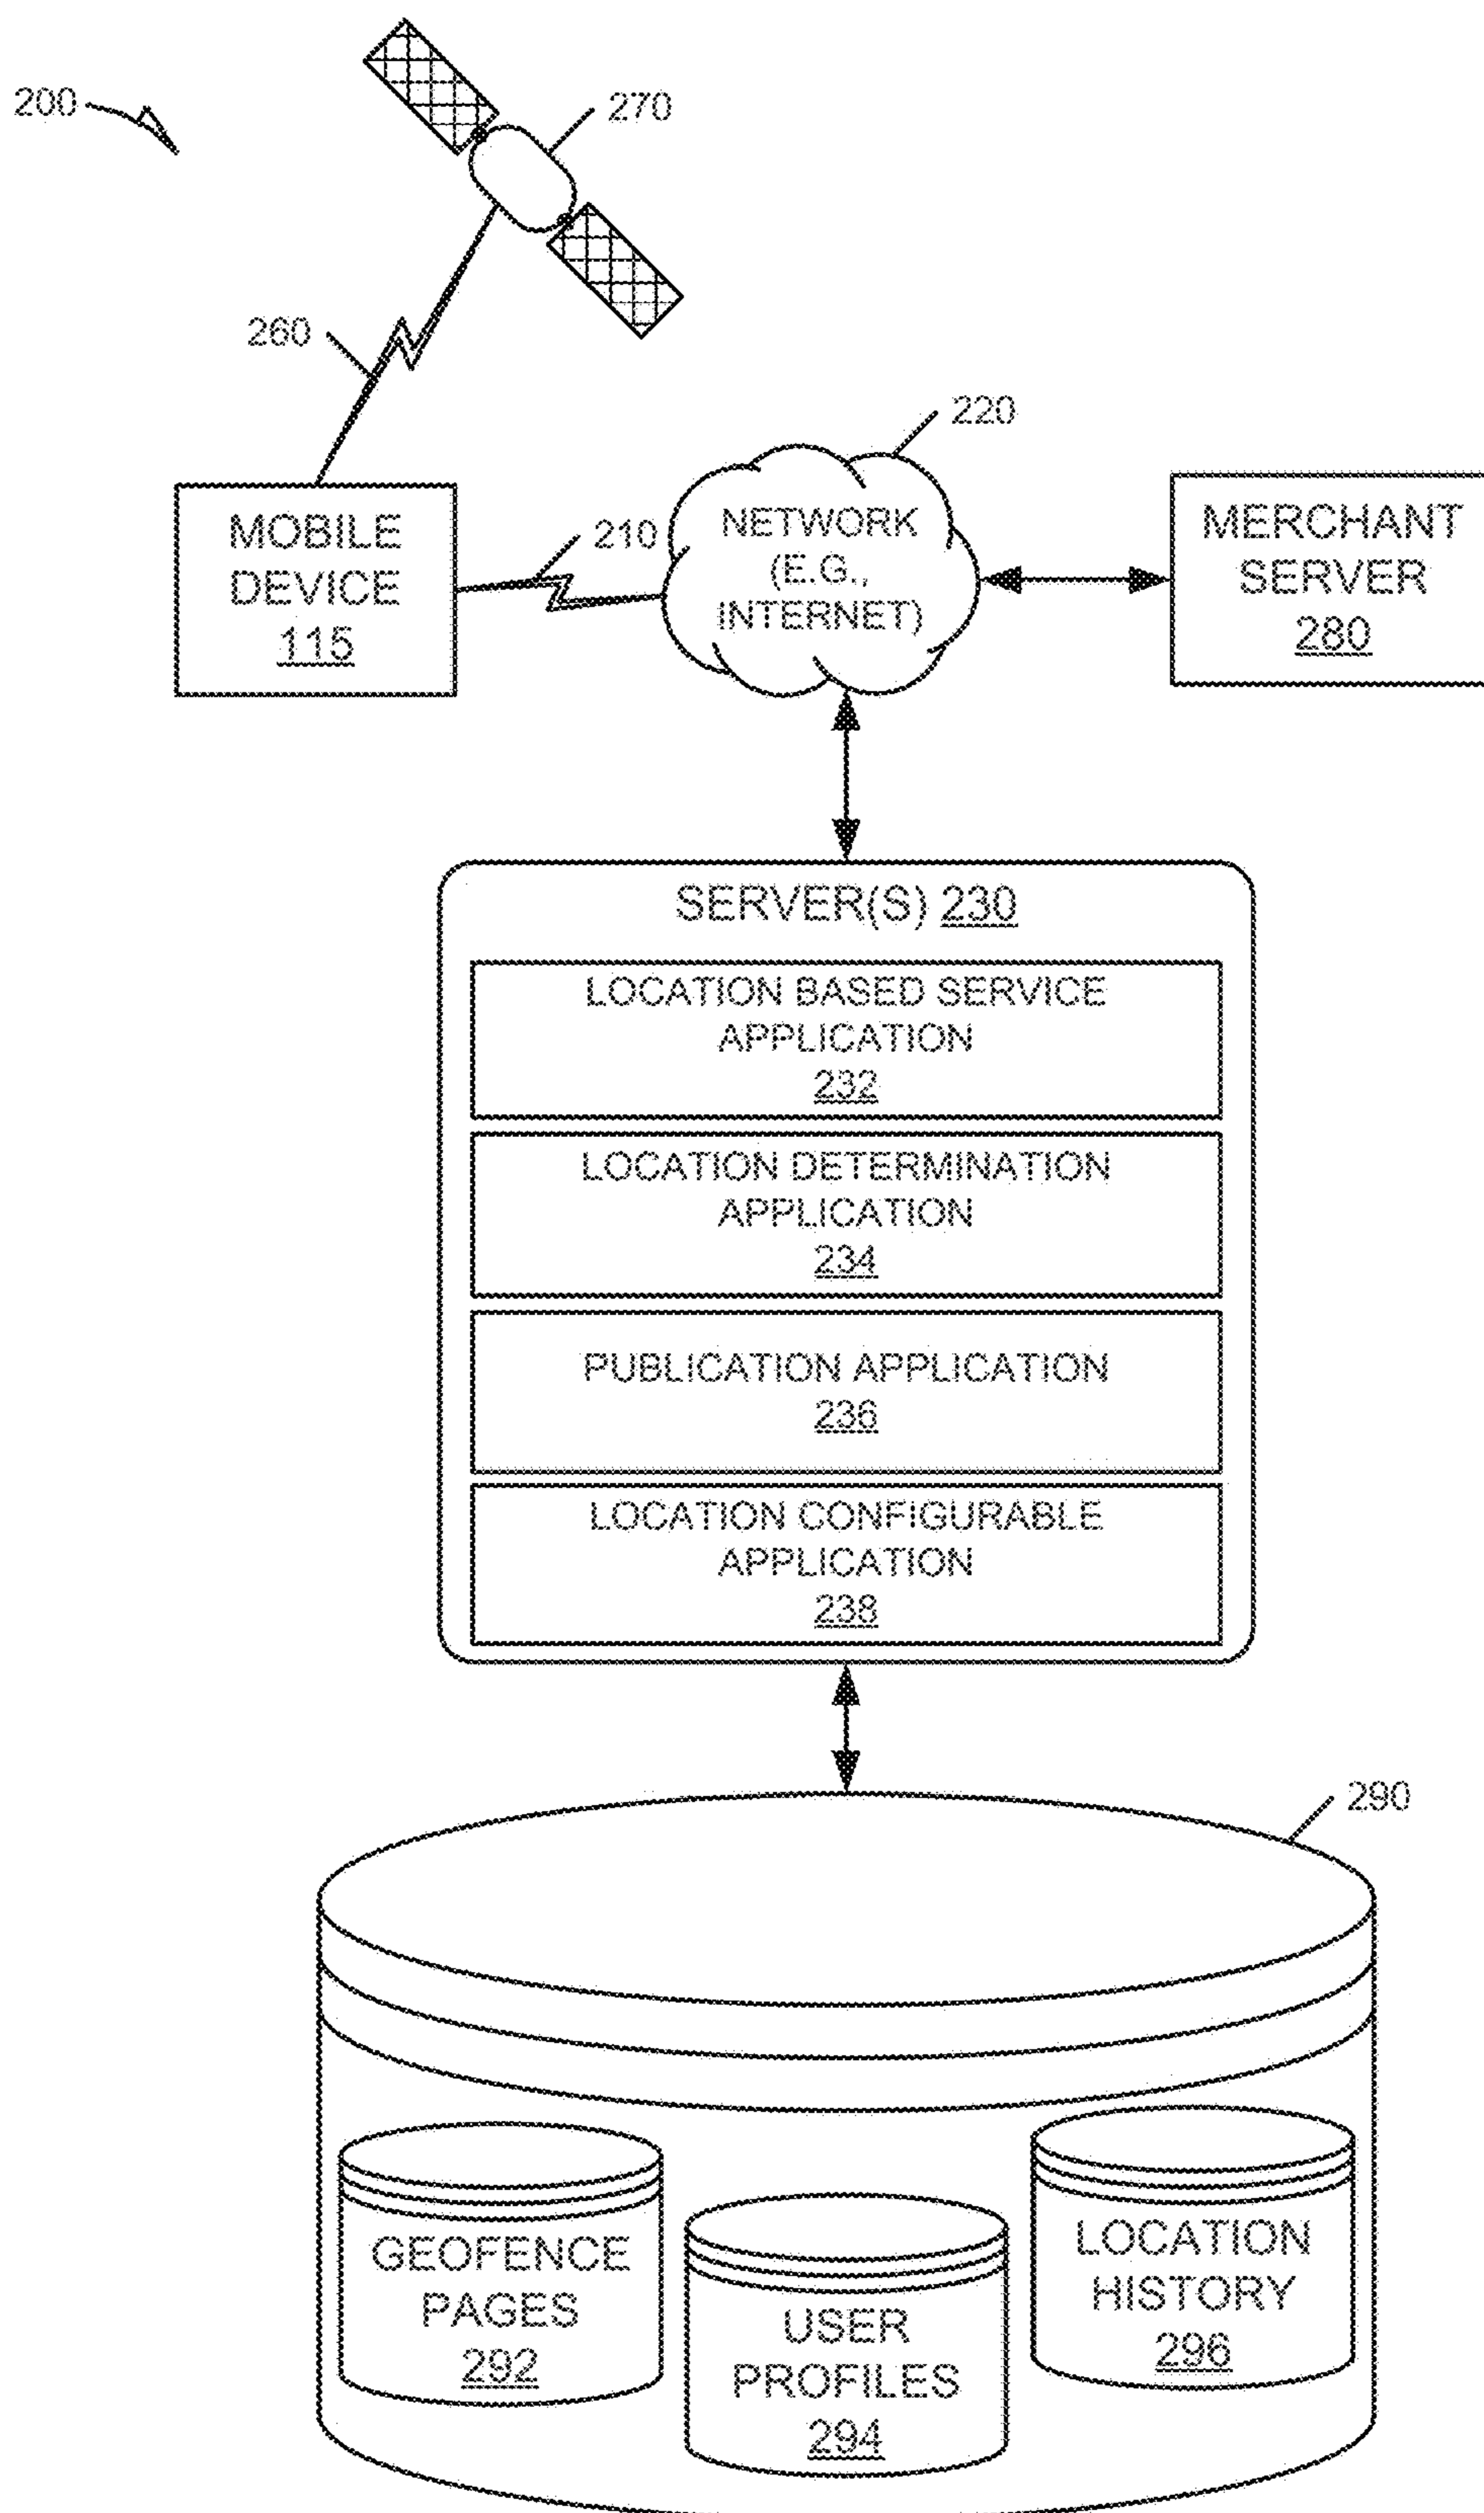 200
270
260
220
MOBILE
DEVICE
115
210
NETWORK
(E.G.,
INTERNET)
MERCHANT
SERVER
280
SERVER(S) 230
LOCATION BASED SERVICE
APPLICATION
232
LOCATION DETERMINATION
APPLICATION
234
PUBLICATION APPLICATION
236
LOCATION CONFIGURABLE
APPLICATION
238
290
GEOFENCE
PAGES
292
USER
PROFILES
294
LOCATION
HISTORY
296